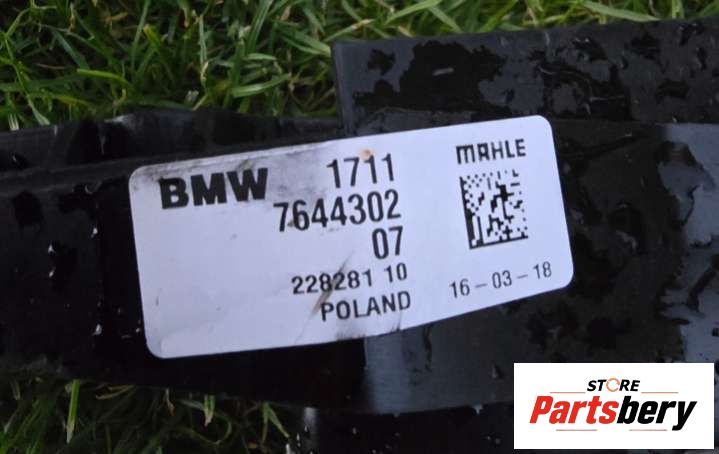 BMW 1711
7644302
07
228281 10
POLAND
MAHLE
16-03-18
STORE
Partsbery